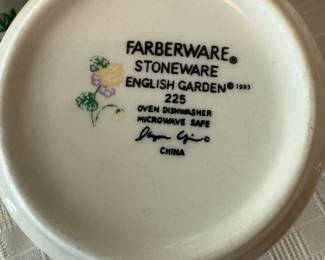 FARBERWARE®
STONEWARE
ENGLISH GARDEN © 1993
225
OVEN DISHWASHER
MICROWAVE SAFE
©
CHINA